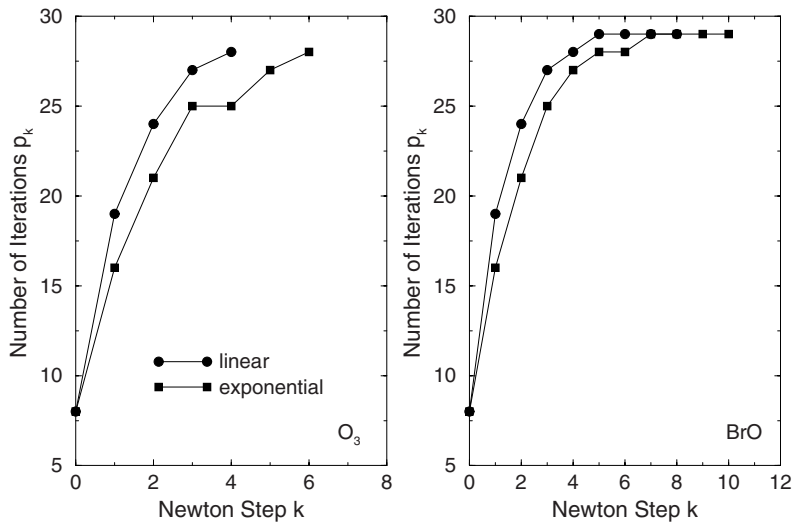 30
25
20
15
10
5
Number of Iterations p_k
linear
exponential
O_3
0 2 4 6 8
Newton Step k
30
25
20
15
10
5
Number of Iterations p_k
BrO
0 2 4 6 8 10 12
Newton Step k